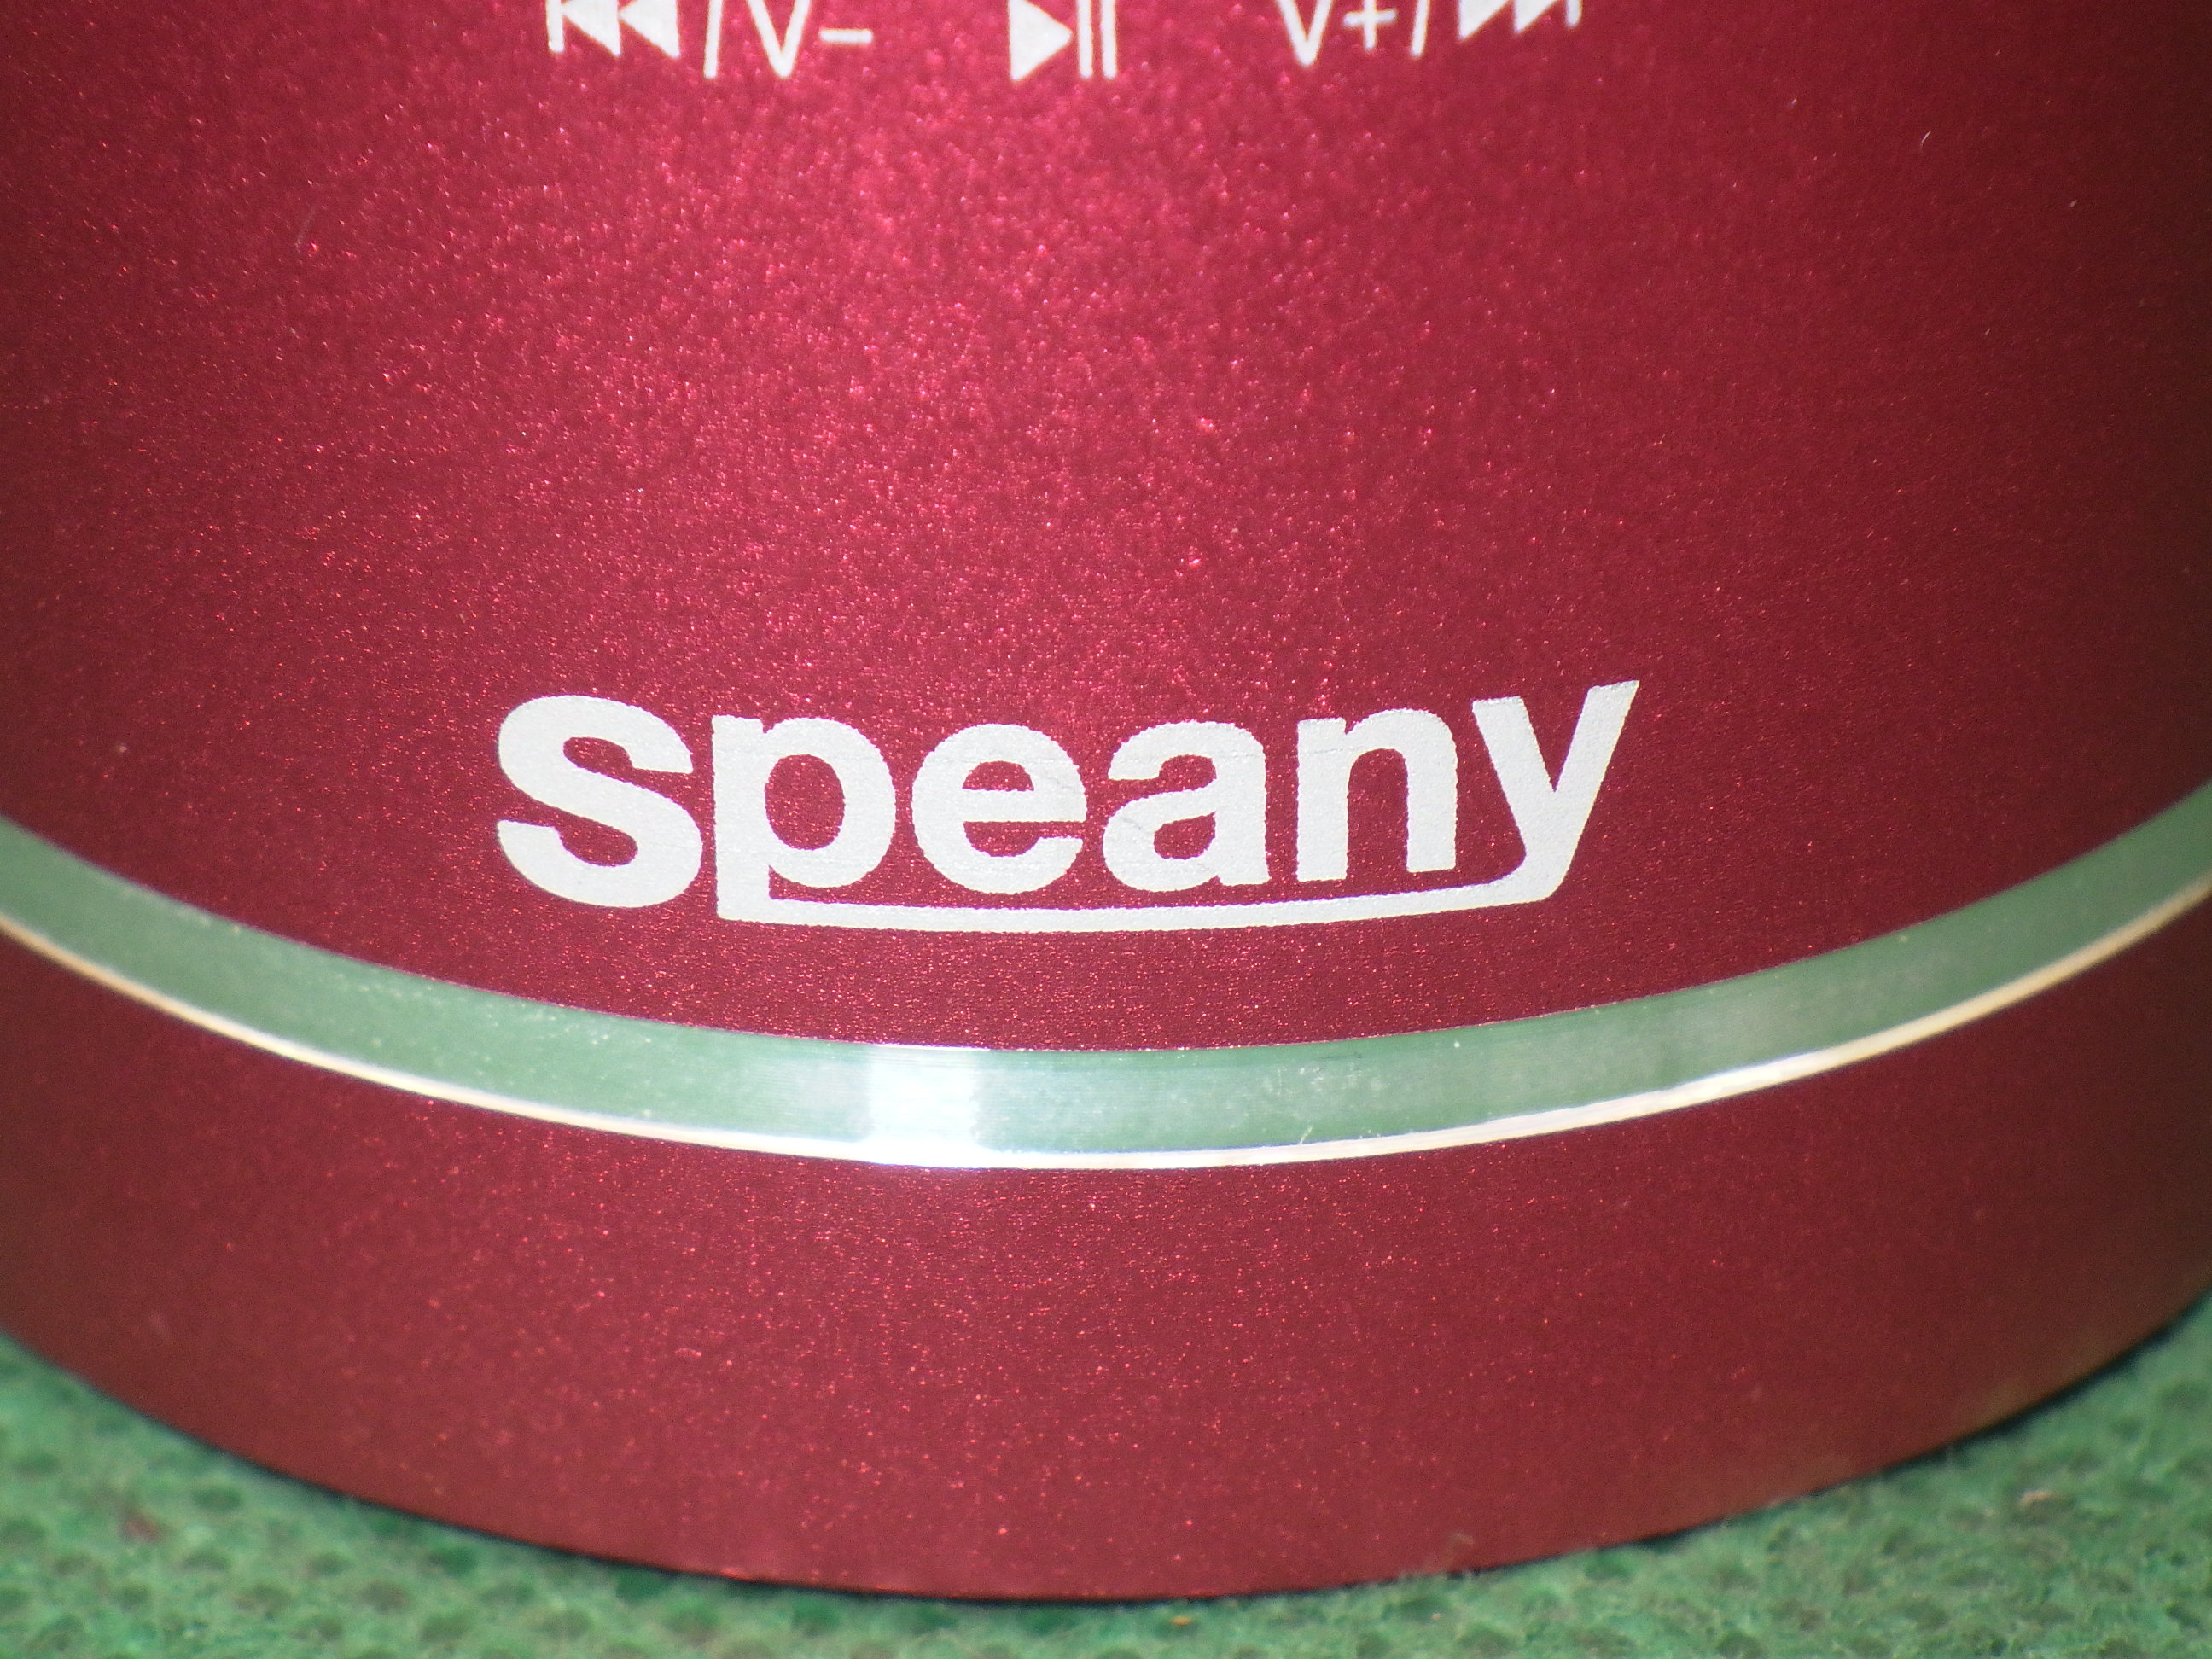 ⏮/V- ⏯ V+/⏭
speany